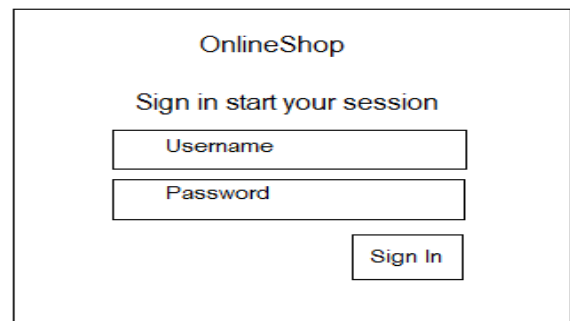 OnlineShop
Sign in start your session
Username
Password
Sign In